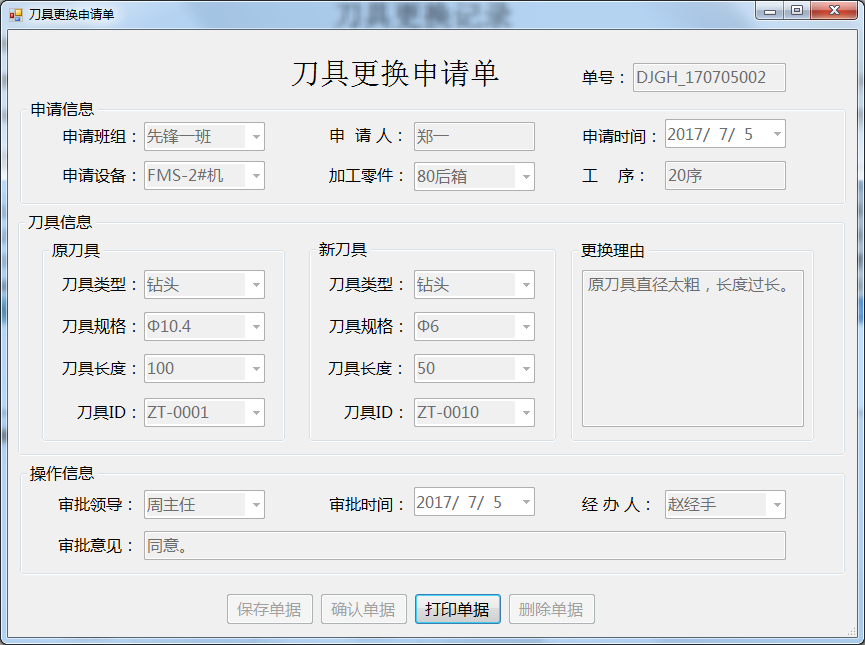 刀具更换申请单
刀具更换记录
刀具更换申请单
单号： DJGH_170705002
申请信息
申请班组： 先锋一班 申 请 人： 郑一 申请时间： 2017/ 7/ 5
申请设备： FMS-2#机 加工零件： 80后箱 工 序： 20序
刀具信息
原刀具 新刀具 更换理由
刀具类型： 钻头 刀具类型： 钻头 原刀具直径太粗，长度过长。
刀具规格： Φ10.4 刀具规格： Φ6
刀具长度： 100 刀具长度： 50
刀具ID： ZT-0001 刀具ID： ZT-0010
操作信息
审批领导： 周主任 审批时间： 2017/ 7/ 5 经 办 人： 赵经手
审批意见： 同意。
保存单据 确认单据 打印单据 删除单据